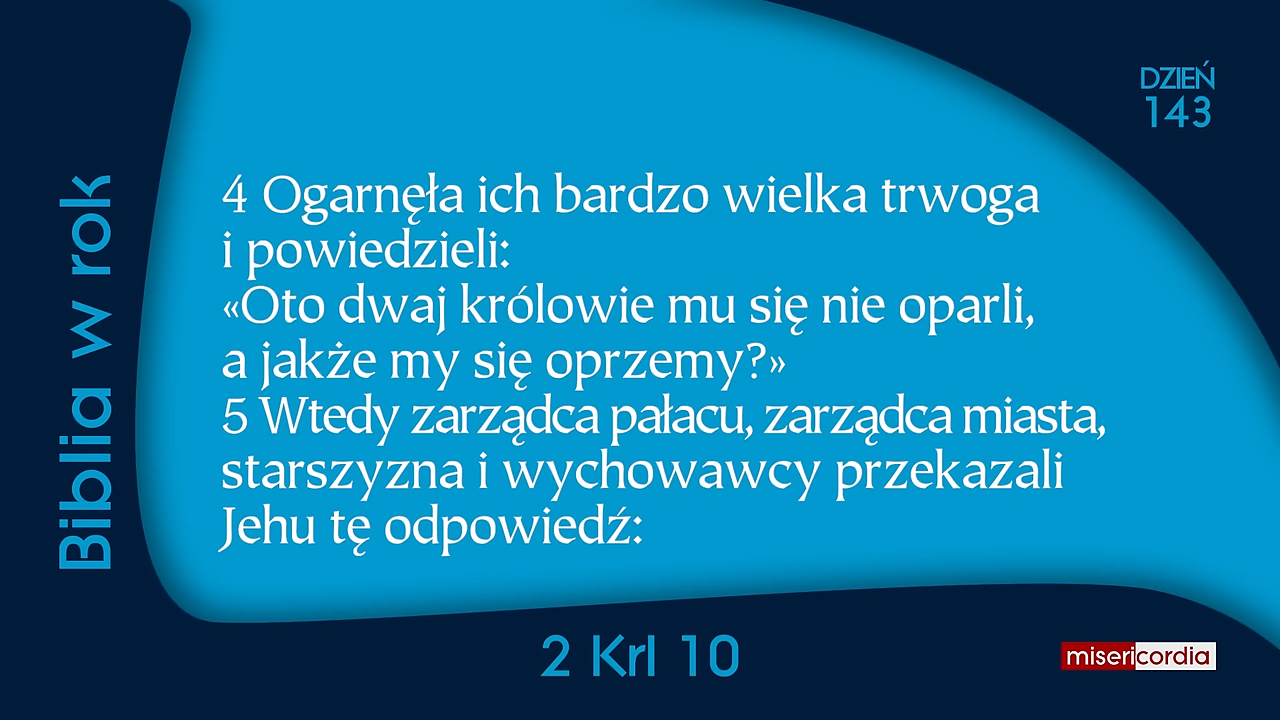 DZIEŃ
143
Biblia w rok
4 Ogarnęła ich bardzo wielka trwoga
i powiedzieli:
«Oto dwaj królowie mu się nie oparli,
a jakże my się oprzemy?»
5 Wtedy zarządca pałacu, zarządca miasta,
starszyzna i wychowawcy przekazali
Jehu tę odpowiedź:
2 Krl 10
misericordia